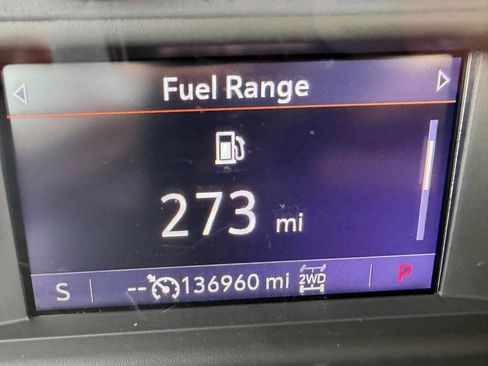 Fuel Range
273 mi
S -- 136960 mi 2WD P